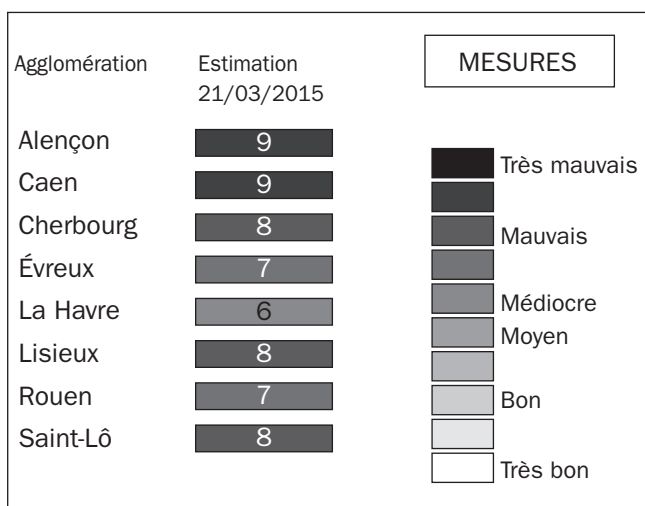 Agglomération Estimation
21/03/2015
MESURES
Alençon 9
Caen 9
Cherbourg 8
Évreux 7
La Havre 6
Lisieux 8
Rouen 7
Saint-Lô 8
Très mauvais
Mauvais
Médiocre
Moyen
Bon
Très bon